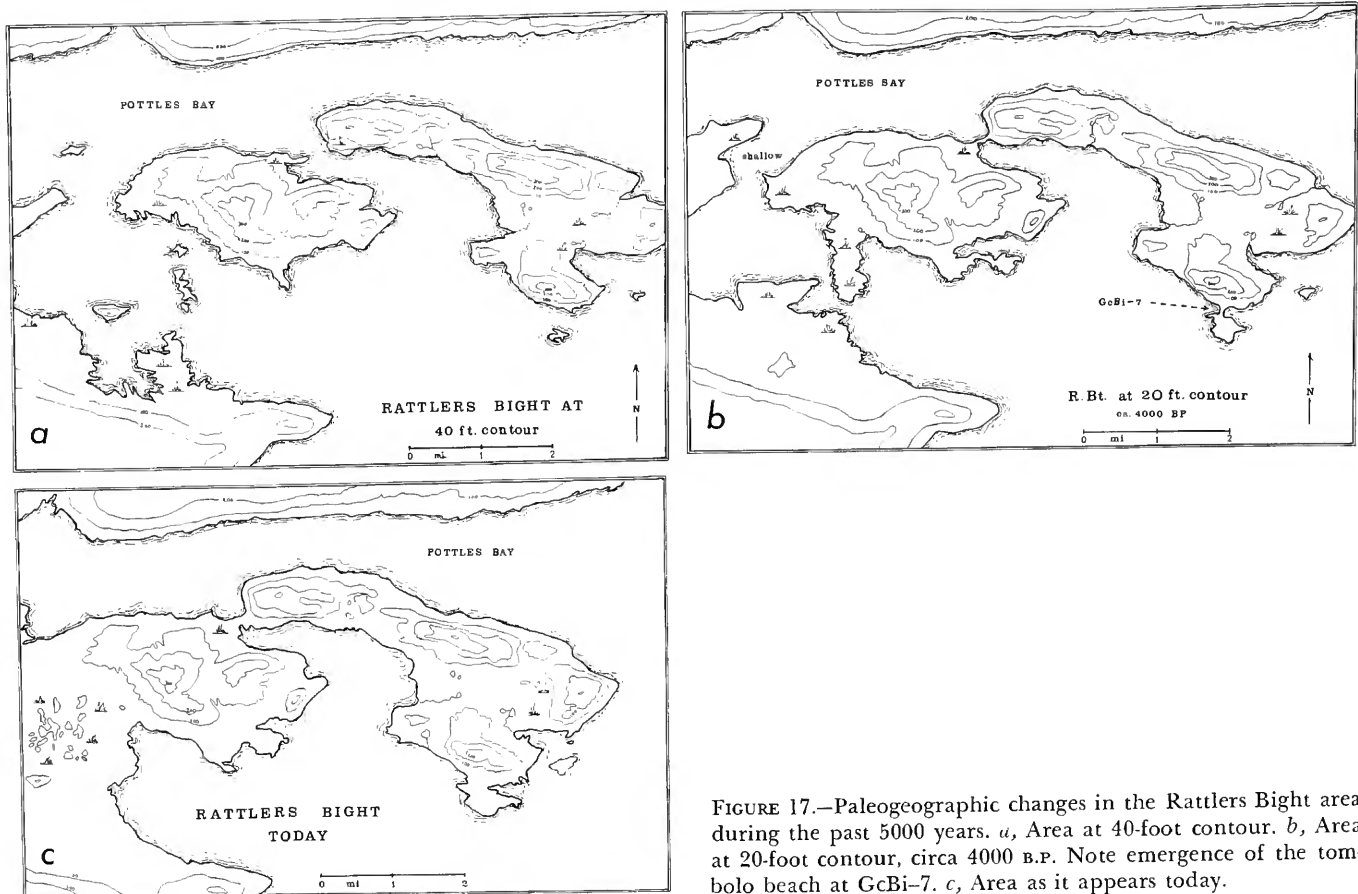 POTTLES BAY
RATTLERS BIGHT AT
40 ft. contour
0 mi 1 2
N
a
POTTLES BAY
shallow
GcBi-7
R. Bt. at 20 ft. contour
ca. 4000 BP
0 mi 1 2
N
b
POTTLES BAY
RATTLERS BIGHT
TODAY
0 mi 1 2
c
FIGURE 17.—Paleogeographic changes in the Rattlers Bight area
during the past 5000 years. a, Area at 40-foot contour. b, Area
at 20-foot contour, circa 4000 B.P. Note emergence of the tom-
bolo beach at GcBi–7. c, Area as it appears today.